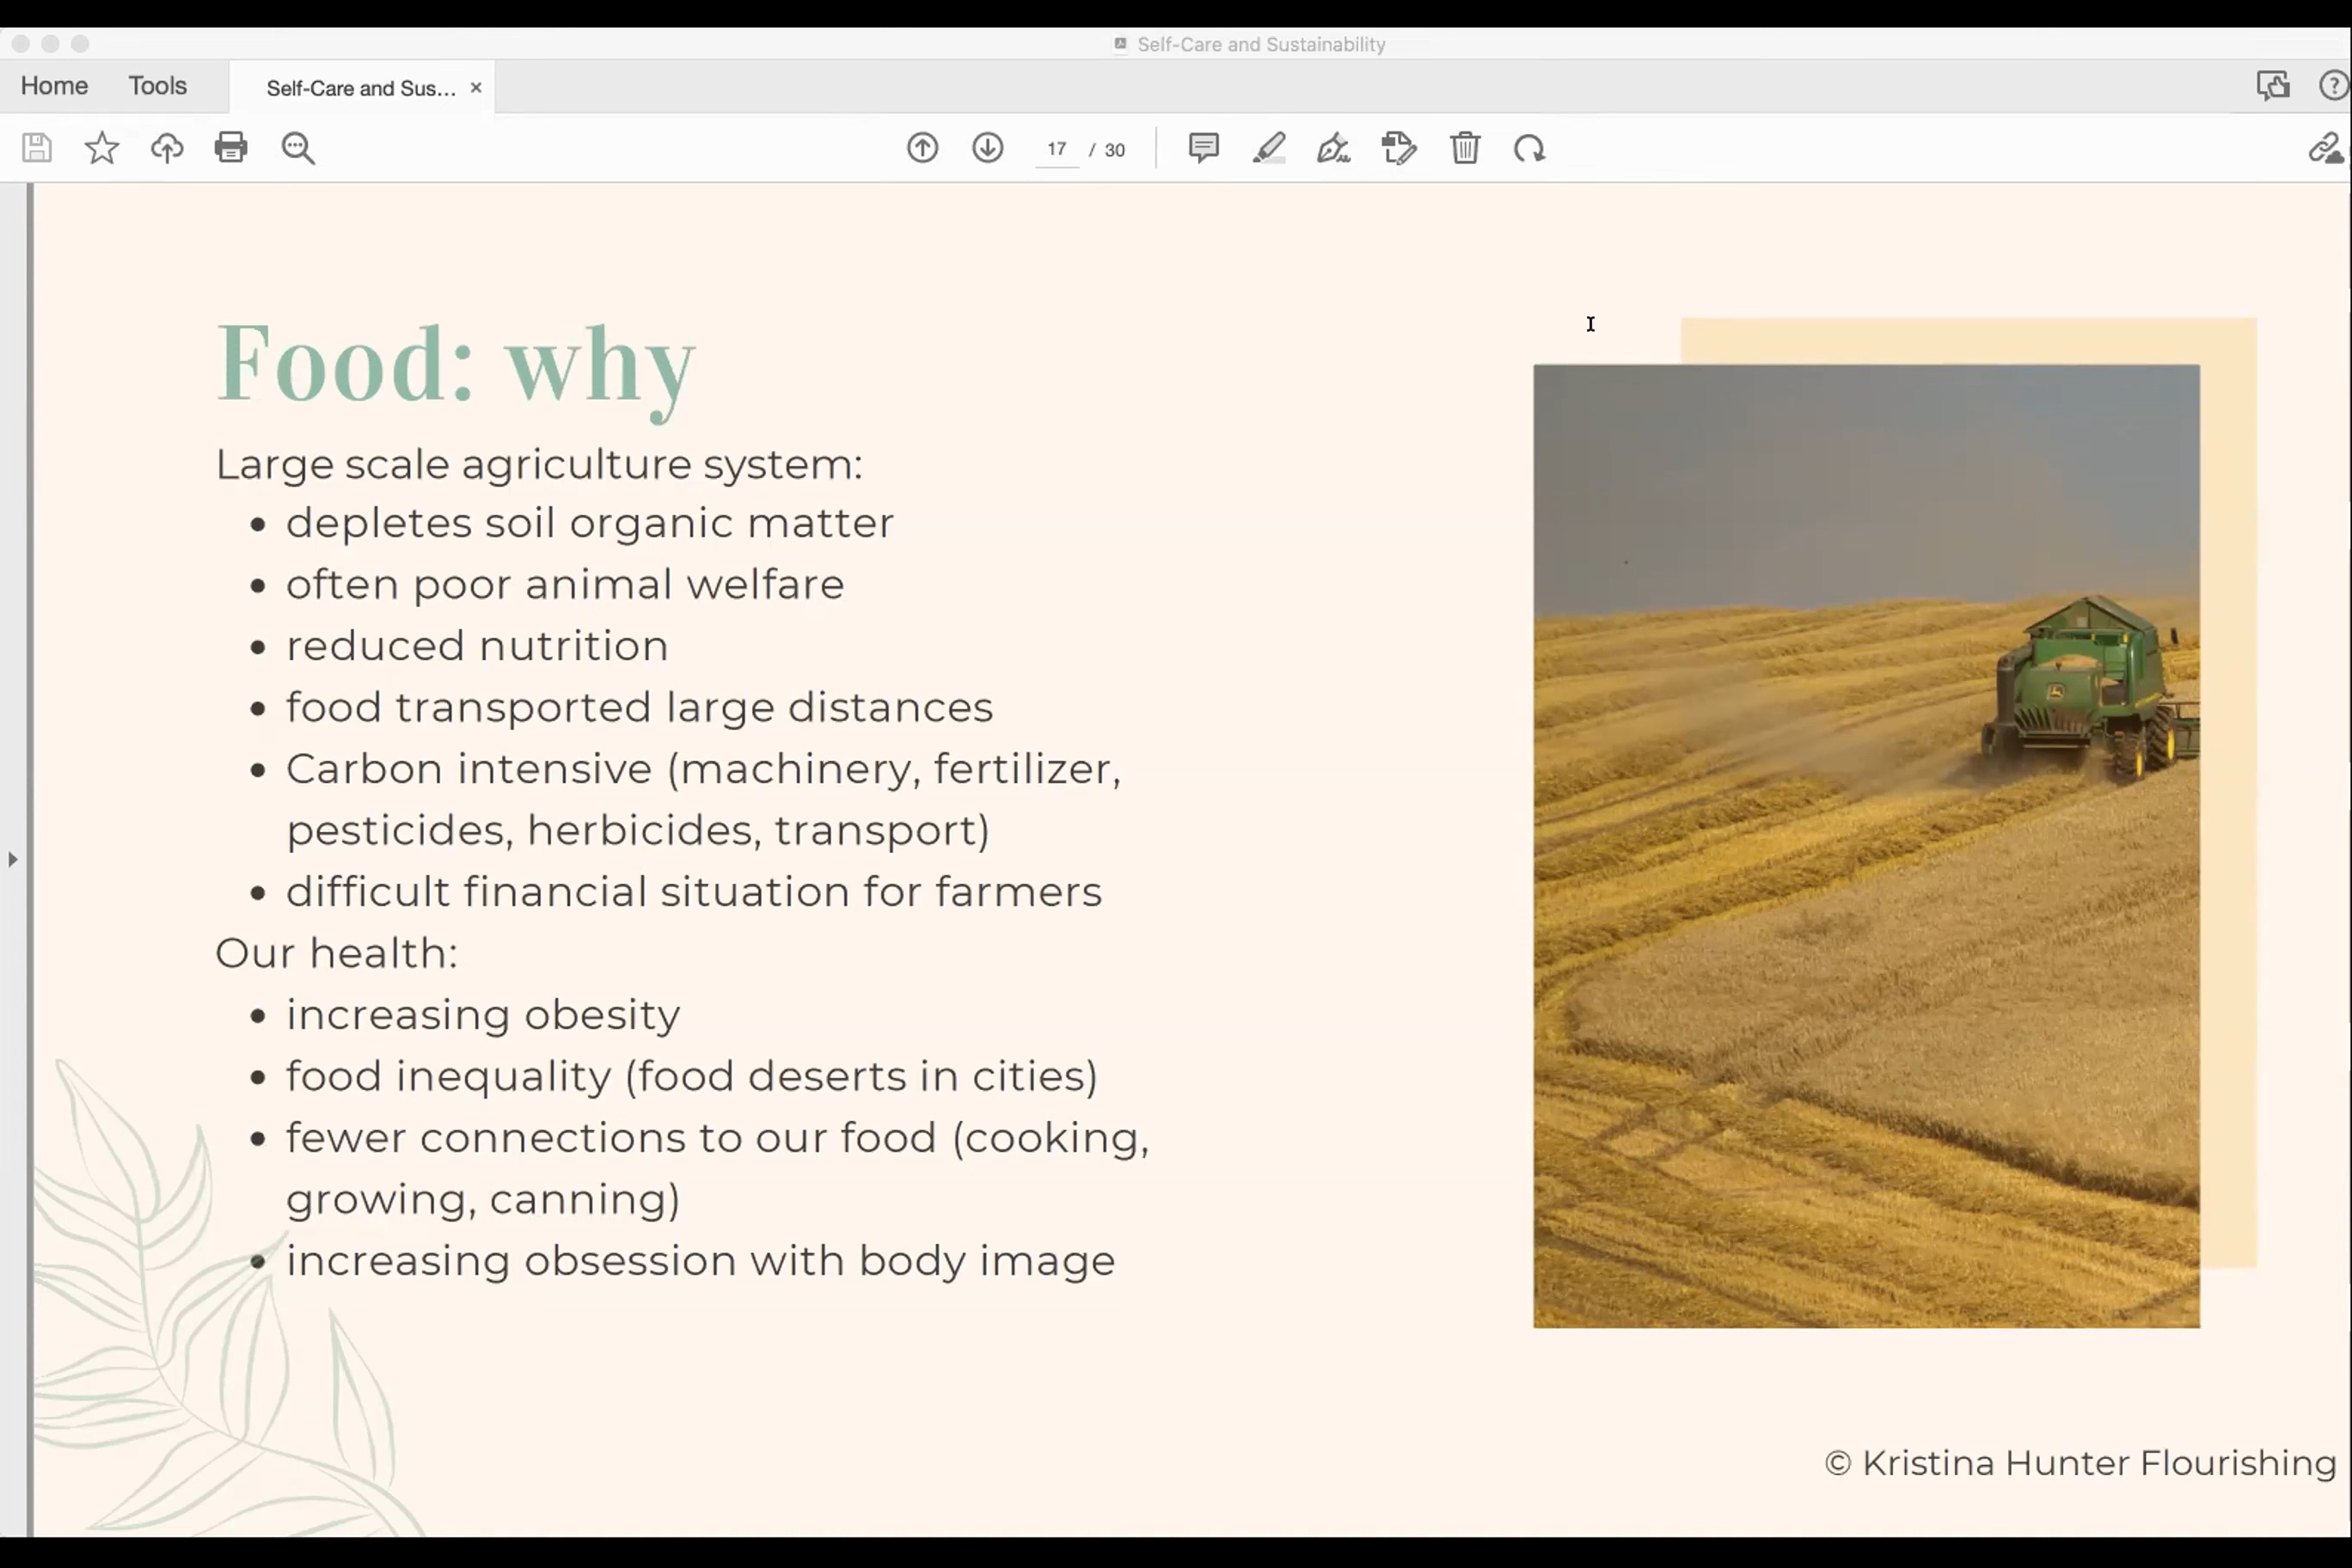 Self-Care and Sustainability
Home Tools Self-Care and Sus... ×
17 / 30
Food: why
Large scale agriculture system:
• depletes soil organic matter
• often poor animal welfare
• reduced nutrition
• food transported large distances
• Carbon intensive (machinery, fertilizer,
pesticides, herbicides, transport)
• difficult financial situation for farmers
Our health:
• increasing obesity
• food inequality (food deserts in cities)
• fewer connections to our food (cooking,
growing, canning)
• increasing obsession with body image
© Kristina Hunter Flourishing